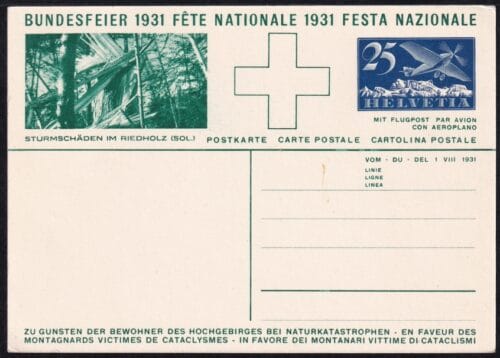 BUNDESFEIER 1931 FÊTE NATIONALE 1931 FESTA NAZIONALE
25
HELVETIA
MIT FLUGPOST PAR AVION
CON AEROPLANO
STURMSCHÄDEN IM RIEDHOLZ (SOL.)
POSTKARTE CARTE POSTALE CARTOLINA POSTALE
VOM - DU - DEL 1 VIII 1931
LINIE
LIGNE
LINEA
ZU GUNSTEN DER BEWOHNER DES HOCHGEBIRGES BEI NATURKATASTROPHEN - EN FAVEUR DES
MONTAGNARDS VICTIMES DE CATACLYSMES - IN FAVORE DEI MONTANARI VITTIME DI CATACLISMI